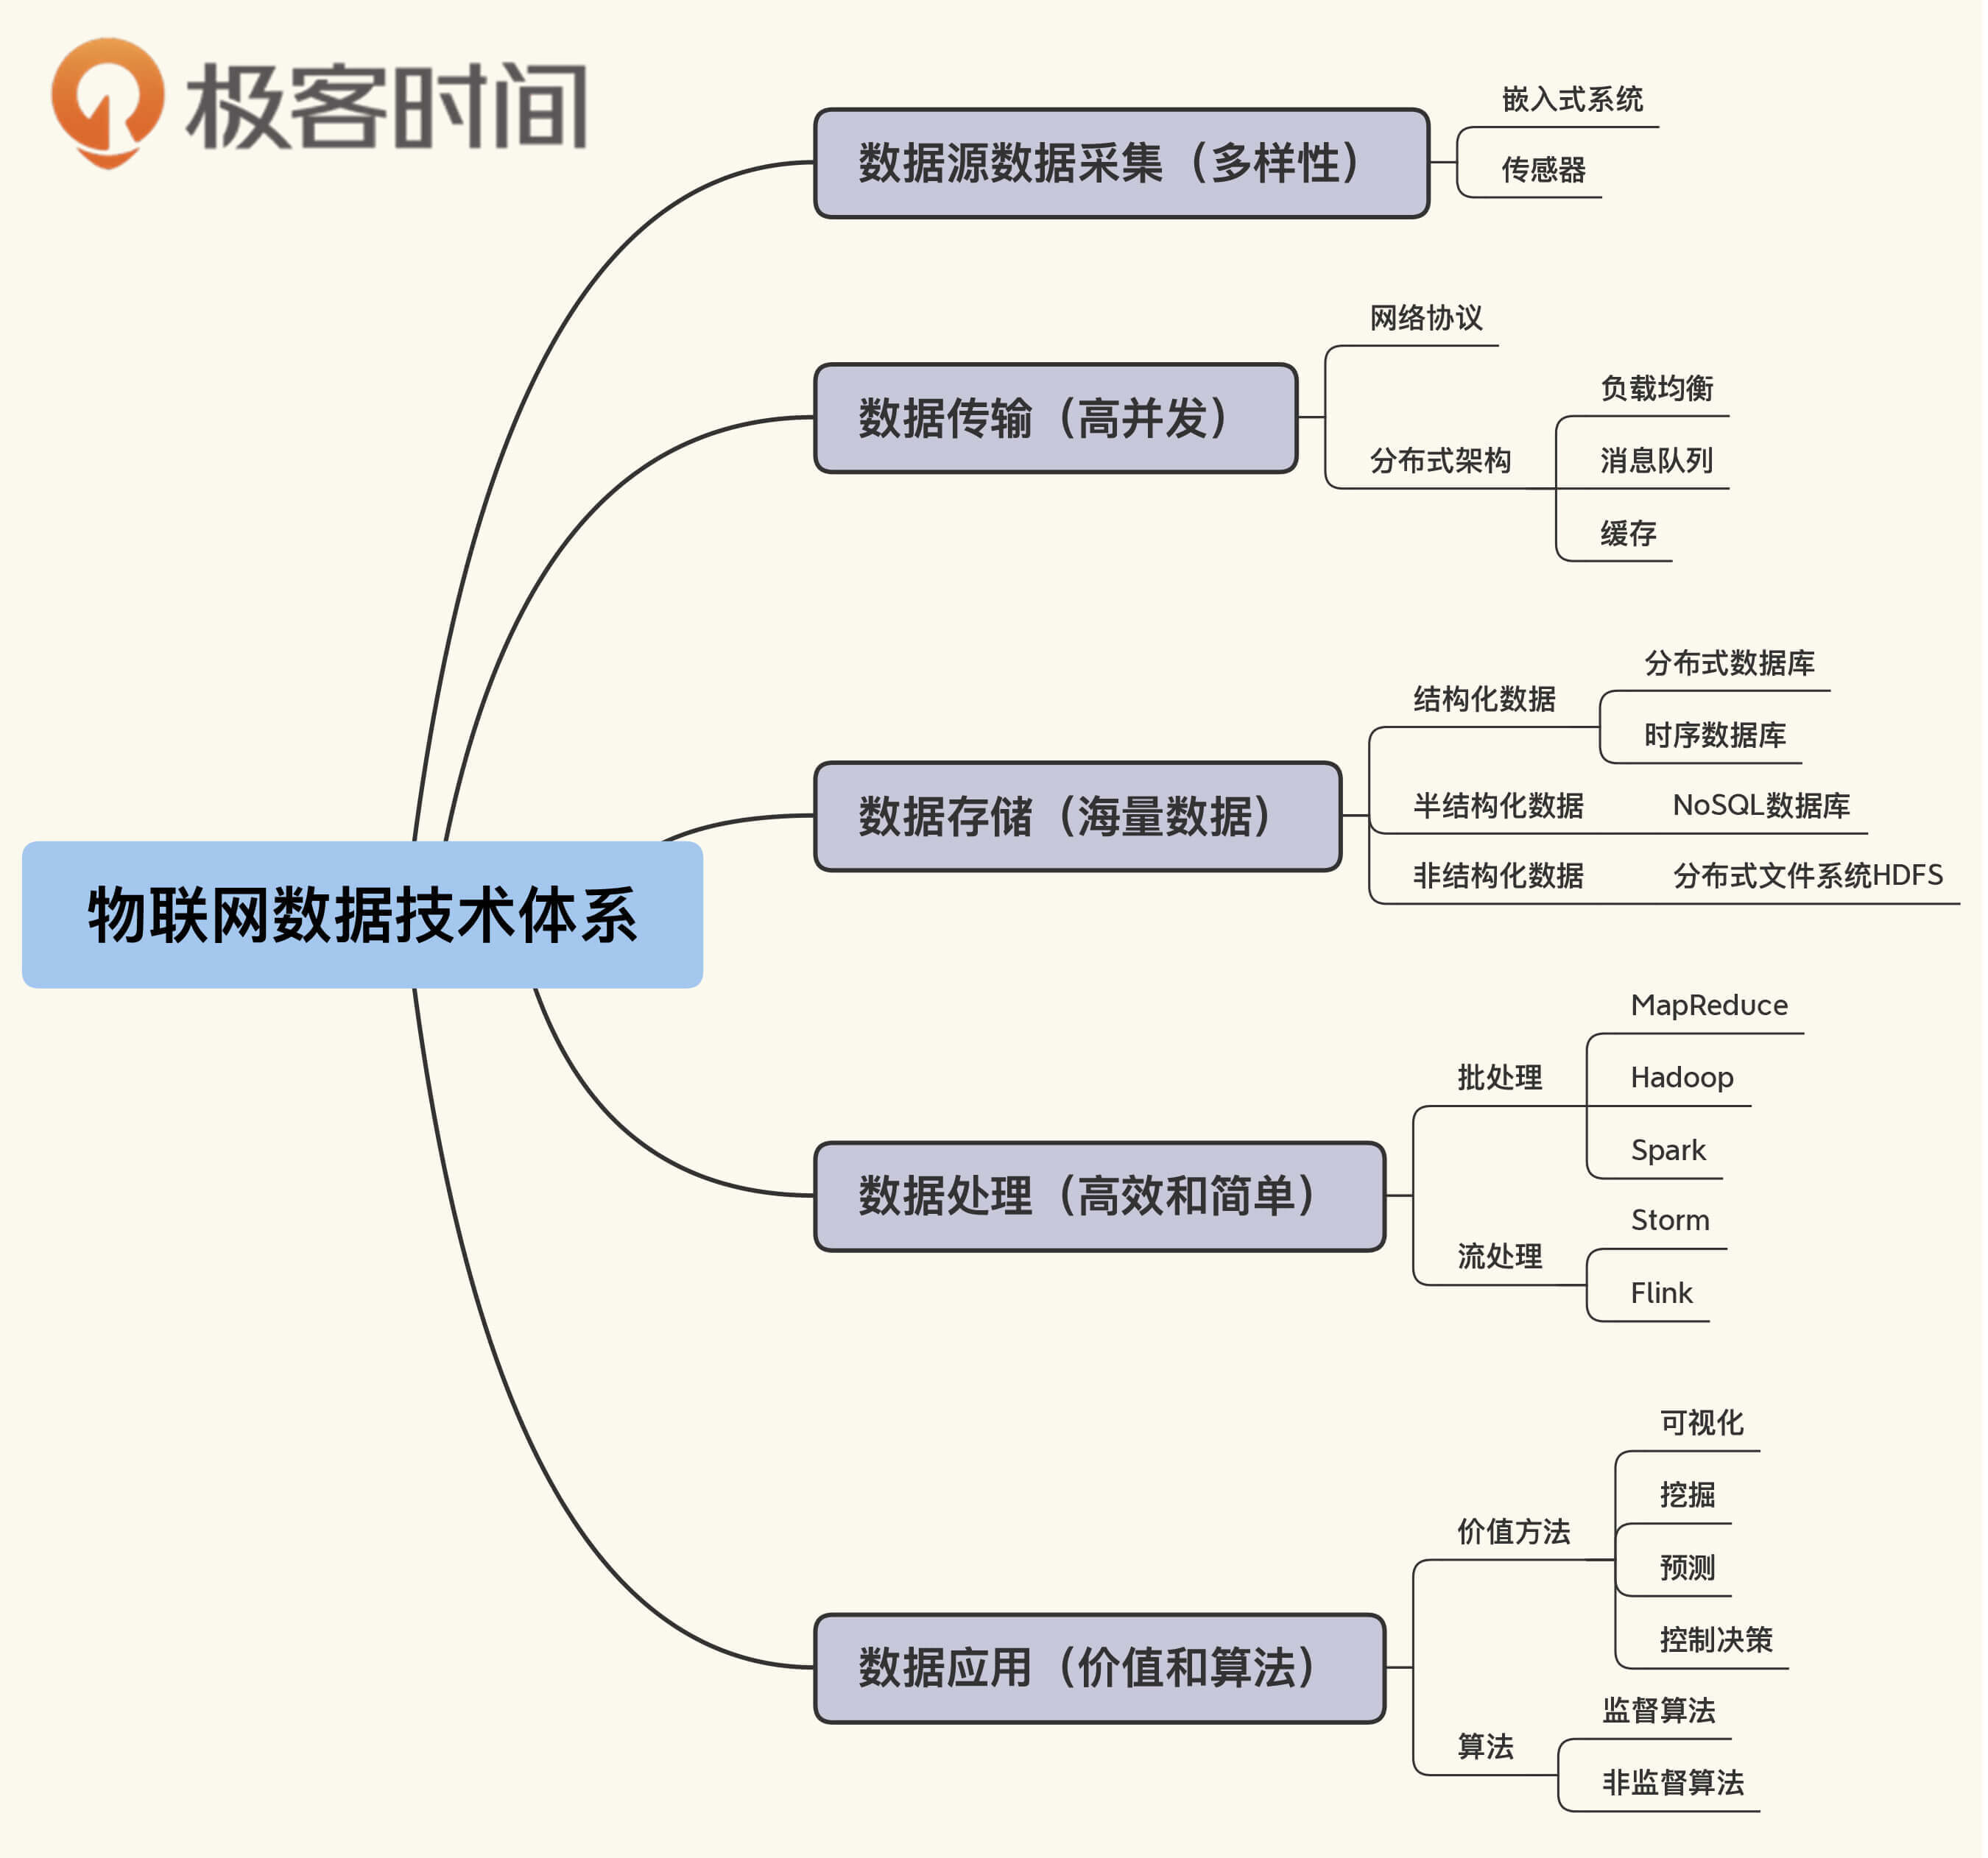 极客时间
物联网数据技术体系
数据源数据采集（多样性）
嵌入式系统
传感器
数据传输（高并发）
网络协议
分布式架构
负载均衡
消息队列
缓存
数据存储（海量数据）
结构化数据
分布式数据库
时序数据库
半结构化数据 NoSQL数据库
非结构化数据 分布式文件系统HDFS
数据处理（高效和简单）
批处理
MapReduce
Hadoop
Spark
流处理
Storm
Flink
数据应用（价值和算法）
价值方法
可视化
挖掘
预测
控制决策
算法
监督算法
非监督算法